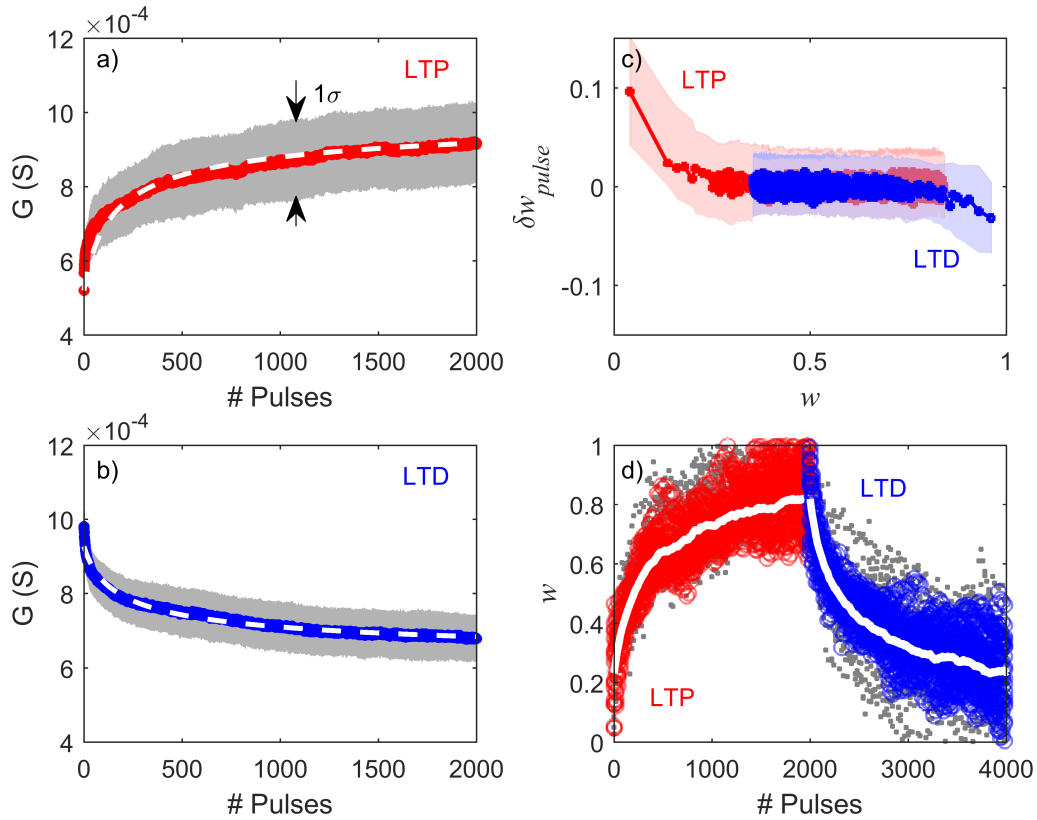 ×10⁻⁴
12
10
8
6
4
G (S)
a)
LTP
1σ
0
500
1000
1500
2000
# Pulses
c)
LTP
LTD
0.1
0
-0.1
δw_pulse
0
0.5
1
w
×10⁻⁴
12
10
8
6
4
G (S)
b)
LTD
0
500
1000
1500
2000
# Pulses
1
0.8
0.6
0.4
0.2
0
w
d)
LTD
LTP
0
1000
2000
3000
4000
# Pulses